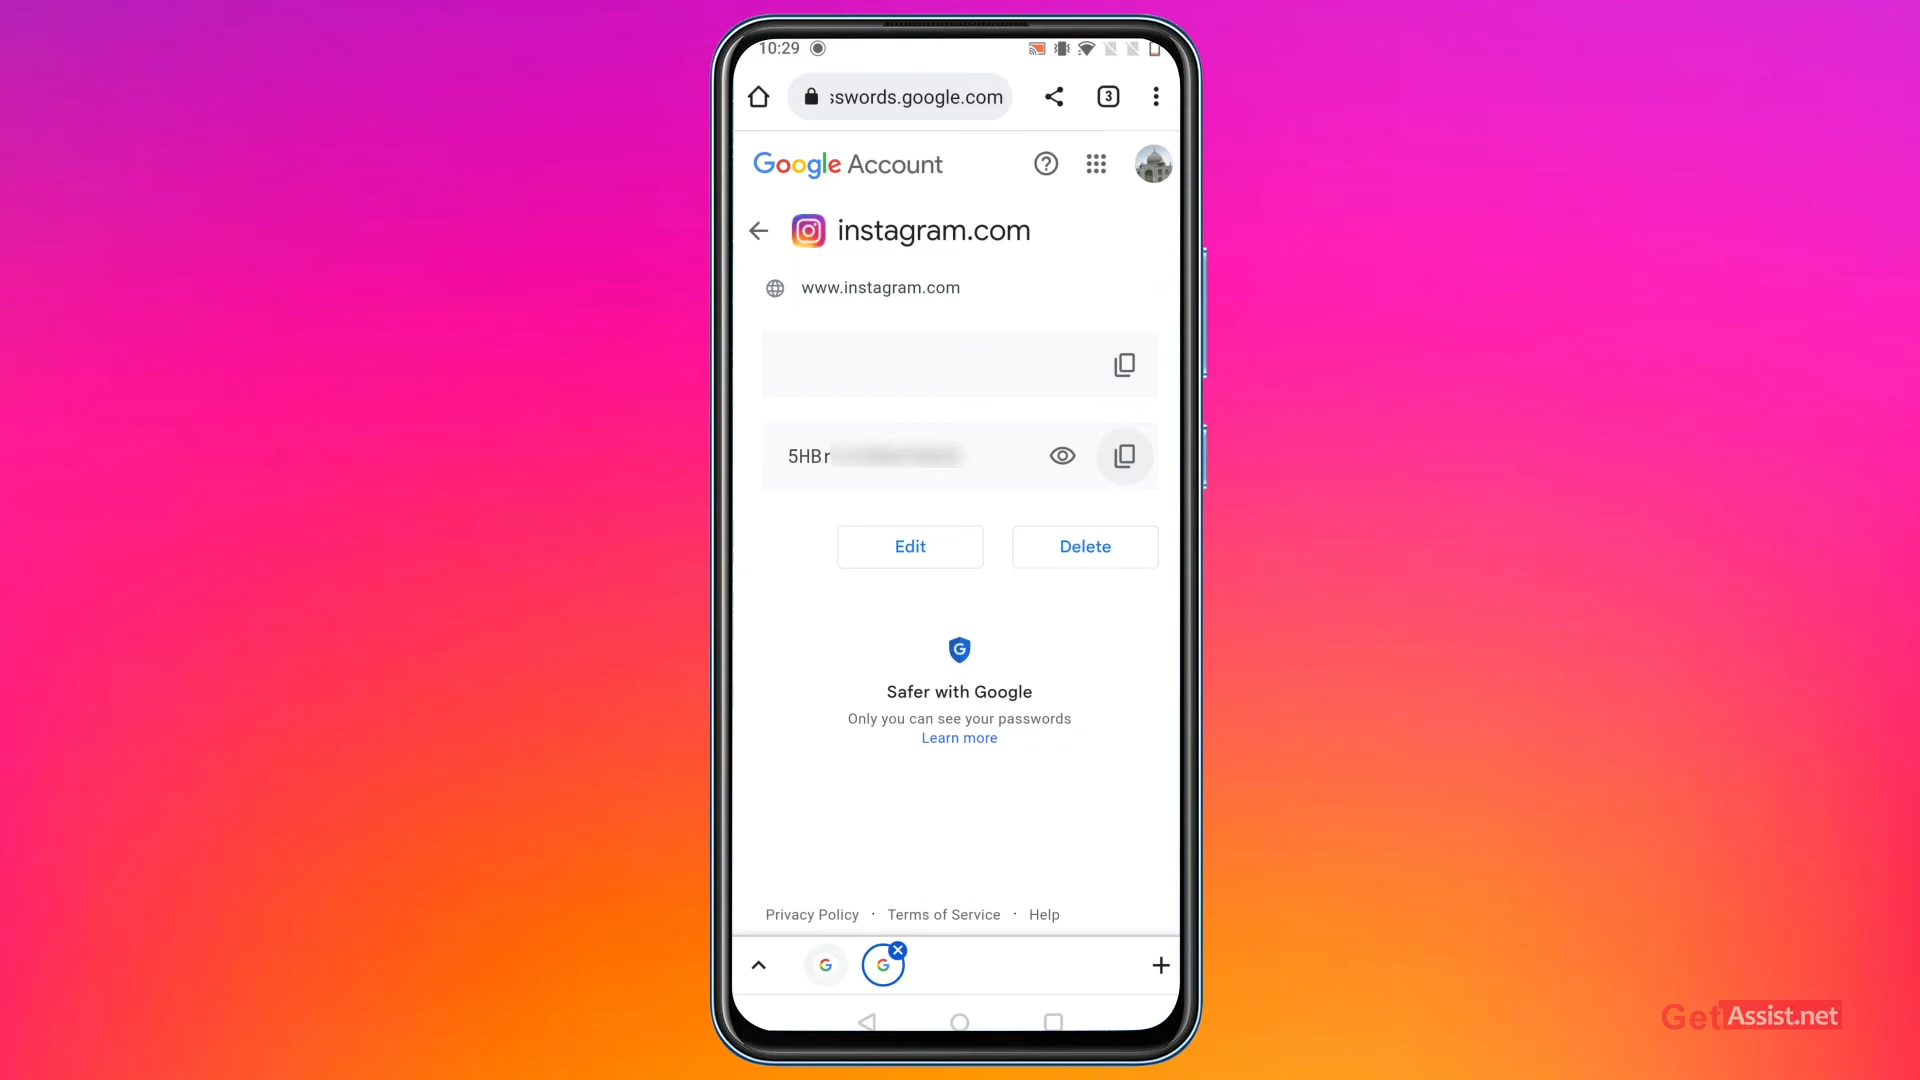 10:29
sswords.google.com
3
Google Account
instagram.com
www.instagram.com
5HBr
Edit
Delete
G
Safer with Google
Only you can see your passwords
Learn more
Privacy Policy · Terms of Service · Help
G G
GetAssist.net